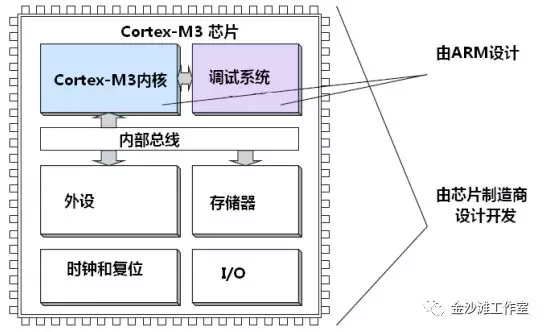 Cortex-M3 芯片
Cortex-M3内核
调试系统
由ARM设计
内部总线
外设
存储器
由芯片制造商
设计开发
时钟和复位
I/O
金沙滩工作室